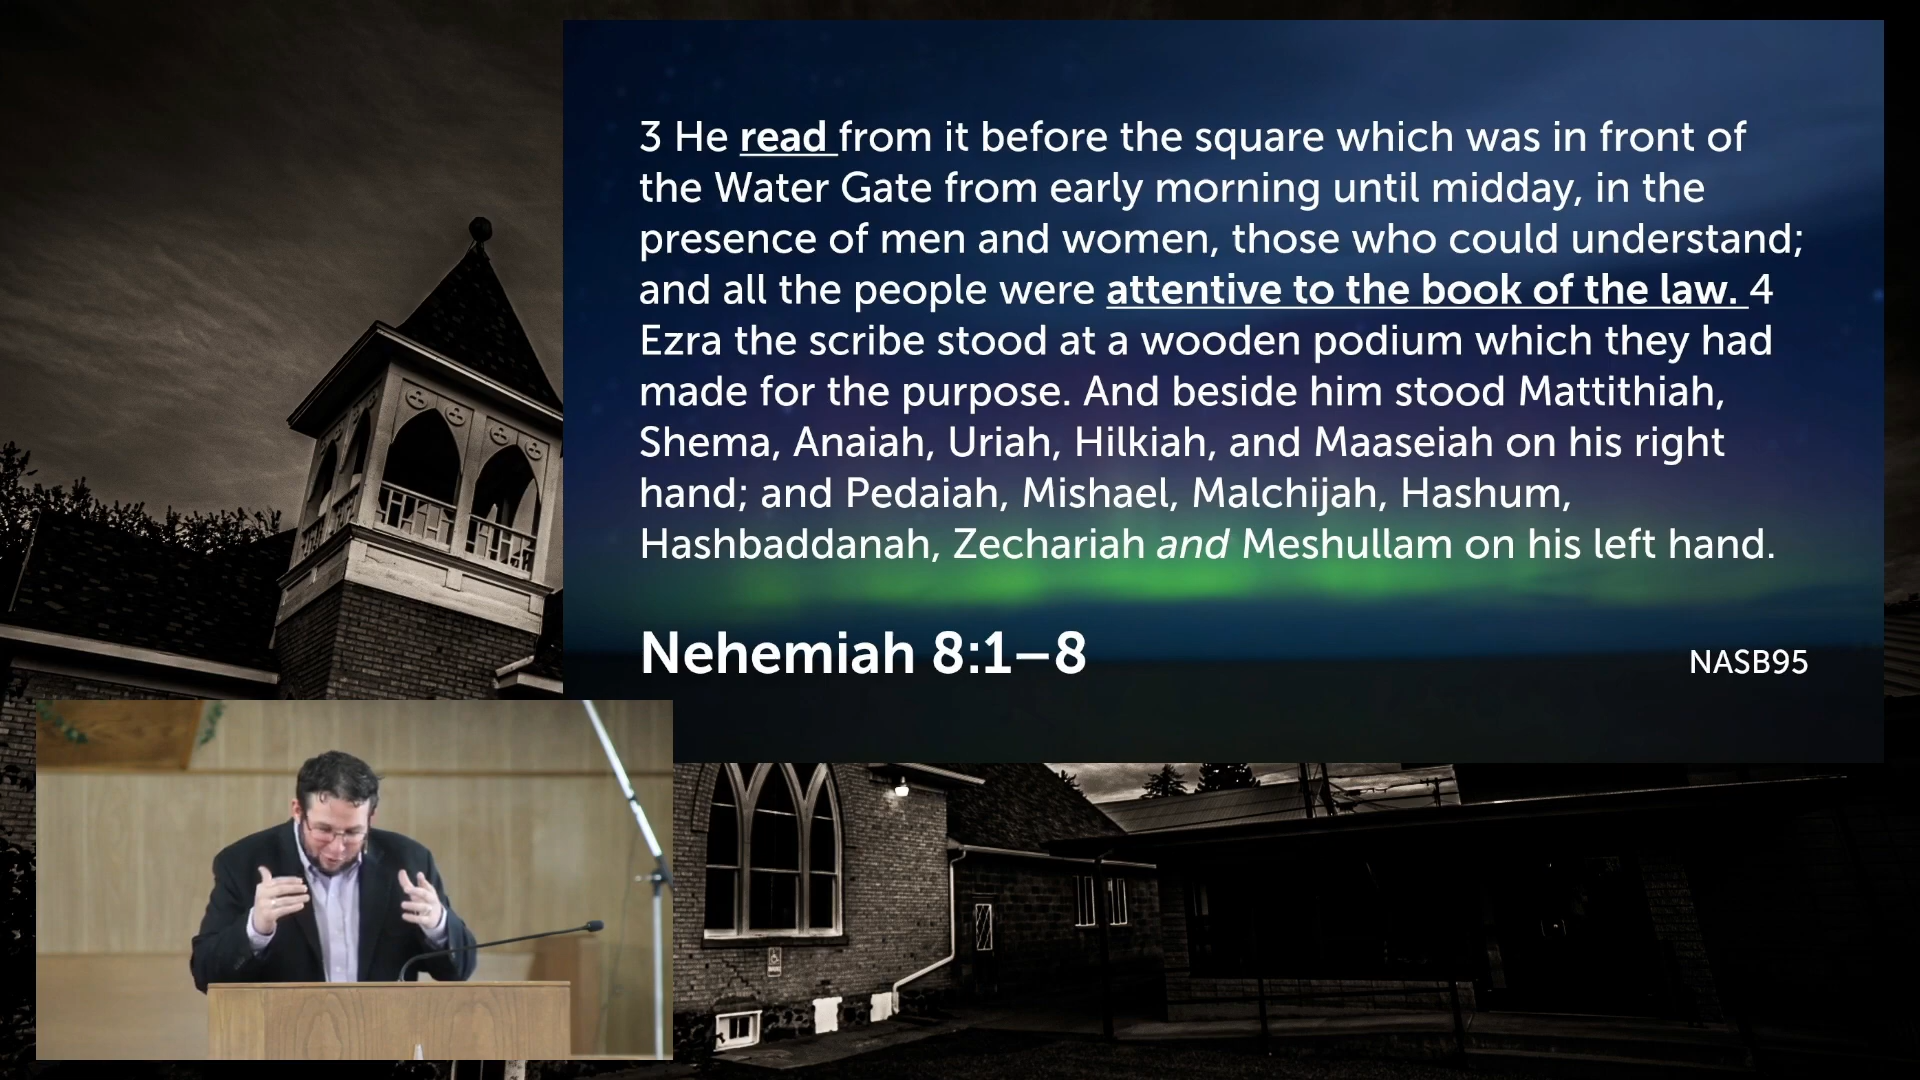 3 He read from it before the square which was in front of
the Water Gate from early morning until midday, in the
presence of men and women, those who could understand;
and all the people were attentive to the book of the law. 4
Ezra the scribe stood at a wooden podium which they had
made for the purpose. And beside him stood Mattithiah,
Shema, Anaiah, Uriah, Hilkiah, and Maaseiah on his right
hand; and Pedaiah, Mishael, Malchijah, Hashum,
Hashbaddanah, Zechariah and Meshullam on his left hand.
Nehemiah 8:1–8
NASB95